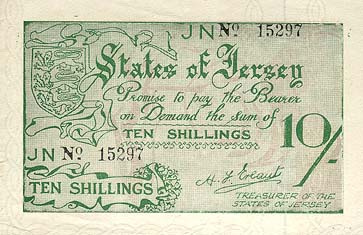 JN Nº 15297
States of Jersey
Promise to pay the Bearer
on Demand the sum of
TEN SHILLINGS
10/-
JN Nº 15297
TEN SHILLINGS
TREASURER OF THE
STATES OF JERSEY